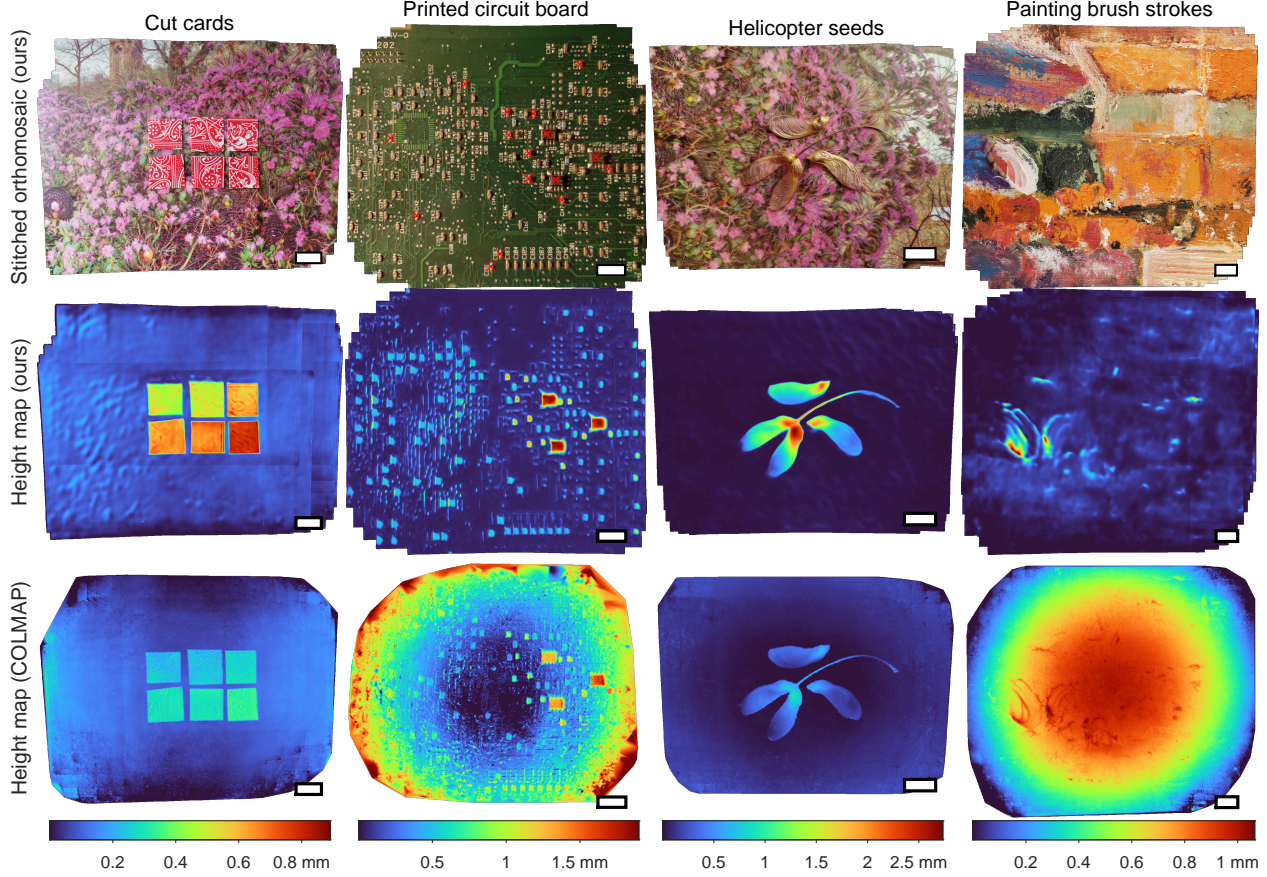 Cut cards
Printed circuit board
Helicopter seeds
Painting brush strokes
Stitched orthomosaic (ours)
Height map (ours)
Height map (COLMAP)
0.2 0.4 0.6 0.8 mm
0.5 1 1.5 mm
0.5 1 1.5 2 2.5 mm
0.2 0.4 0.6 0.8 1 mm